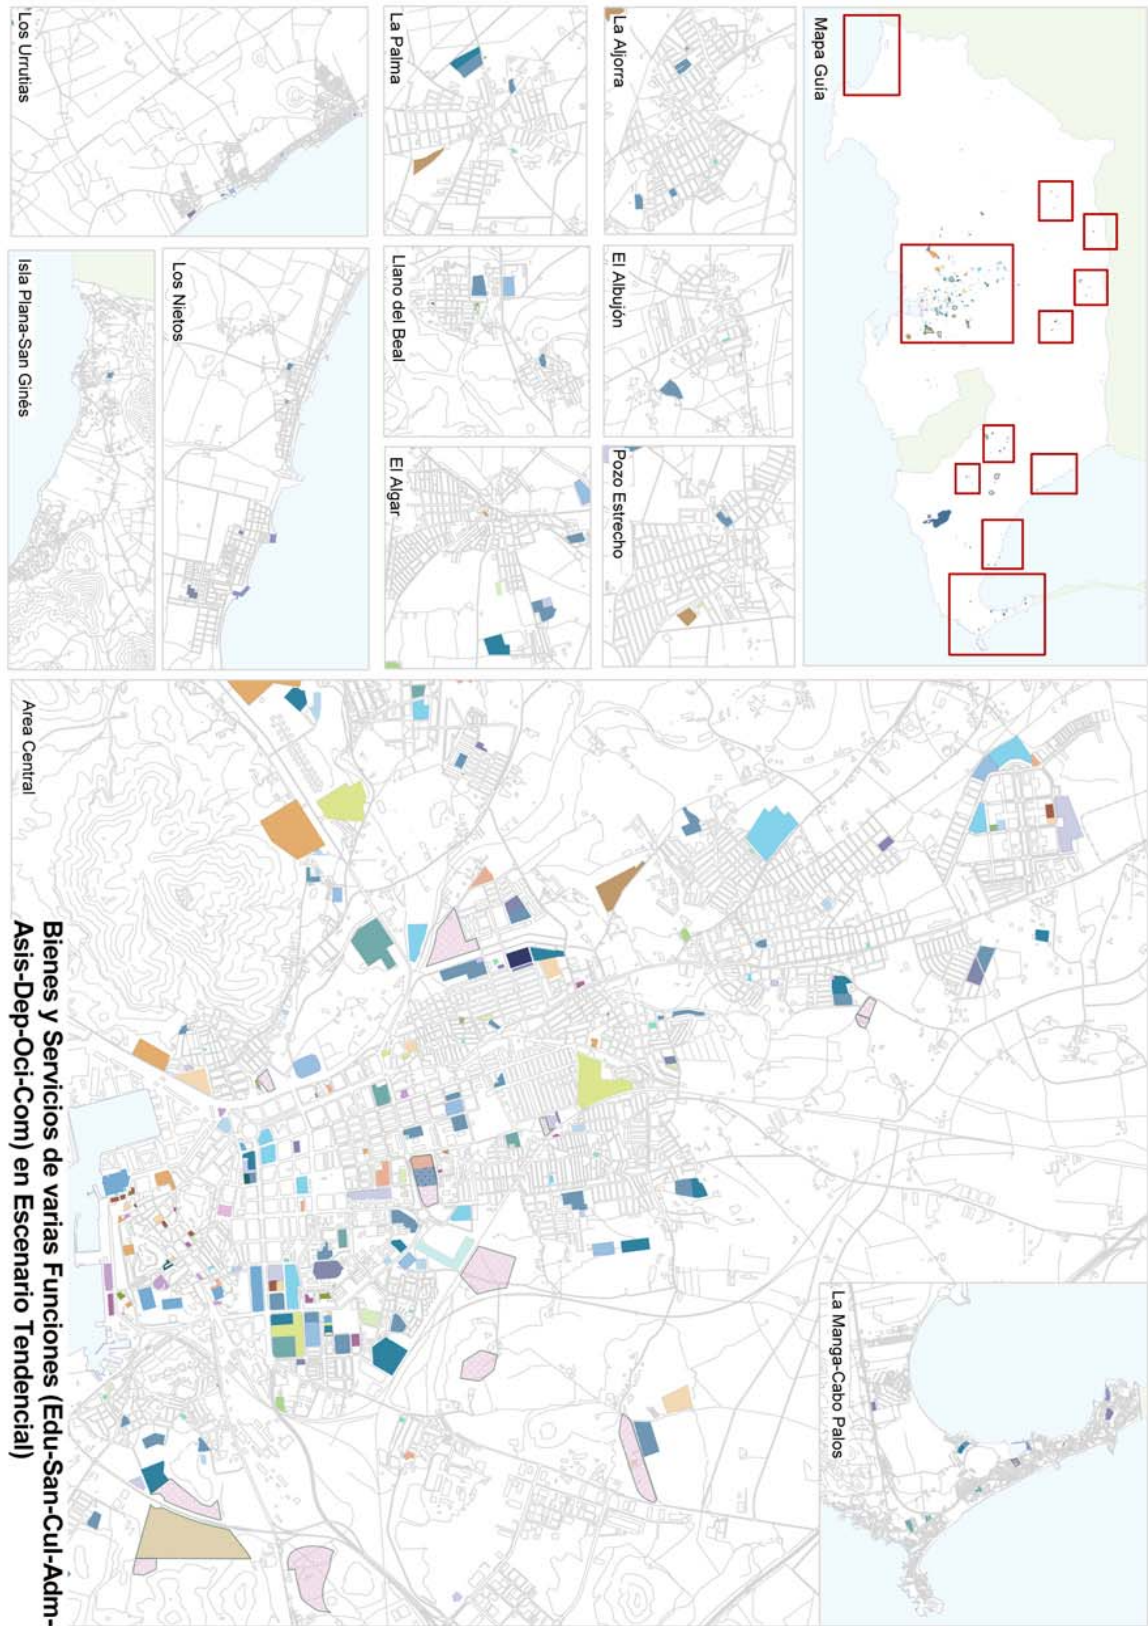 Mapa Guía
La Aljorra
La Palma
Los Urrutias
El Albujón
Llano del Beal
Los Nietos
Isla Plana-San Ginés
Pozo Estrecho
El Algar
Area Central
La Manga-Cabo Palos
Bienes y Servicios de varias Funciones (Edu-San-Cul-Adm-
Asis-Dep-Oci-Com) en Escenario Tendencial)